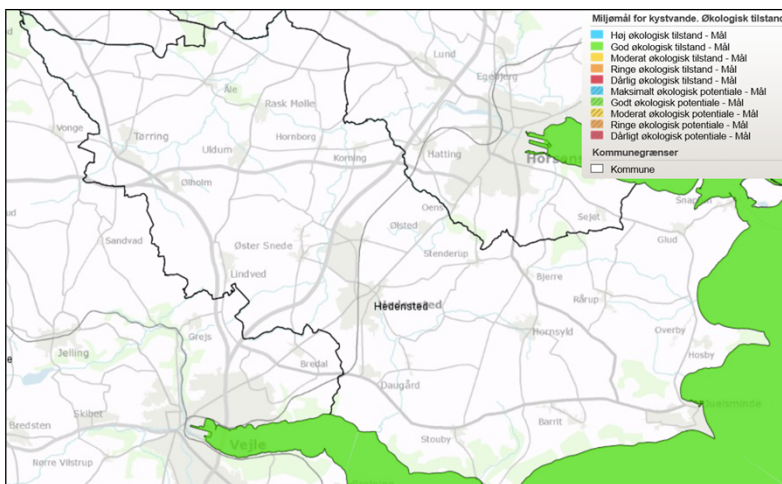 Miljømål for kystvande. Økologisk tilstand
Høj økologisk tilstand - Mål
God økologisk tilstand - Mål
Moderat økologisk tilstand - Mål
Ringe økologisk tilstand - Mål
Dårlig økologisk tilstand - Mål
Maksimalt økologisk potentiale - Mål
Godt økologisk potentiale - Mål
Moderat økologisk potentiale - Mål
Ringe økologisk potentiale - Mål
Dårligt økologisk potentiale - Mål
Kommunegrænser
Kommune
Lund
Egebjerg
Åle
Rask Mølle
Vonge
Tørring
Hornborg
Uldum
Korning
Hatting
Ølholm
Oens
Sejet
Ølsted
Glud
Sandvad
Øster Snede
Stenderup
Lindved
Bjerre
Rårup
Hedensted
Grejs
Hornsyld
Overby
Jelling
Bredal
Hosby
Daugård
Skibet
Bredsten
Barrit
Stouby
Vejle
Nørre Vilstrup